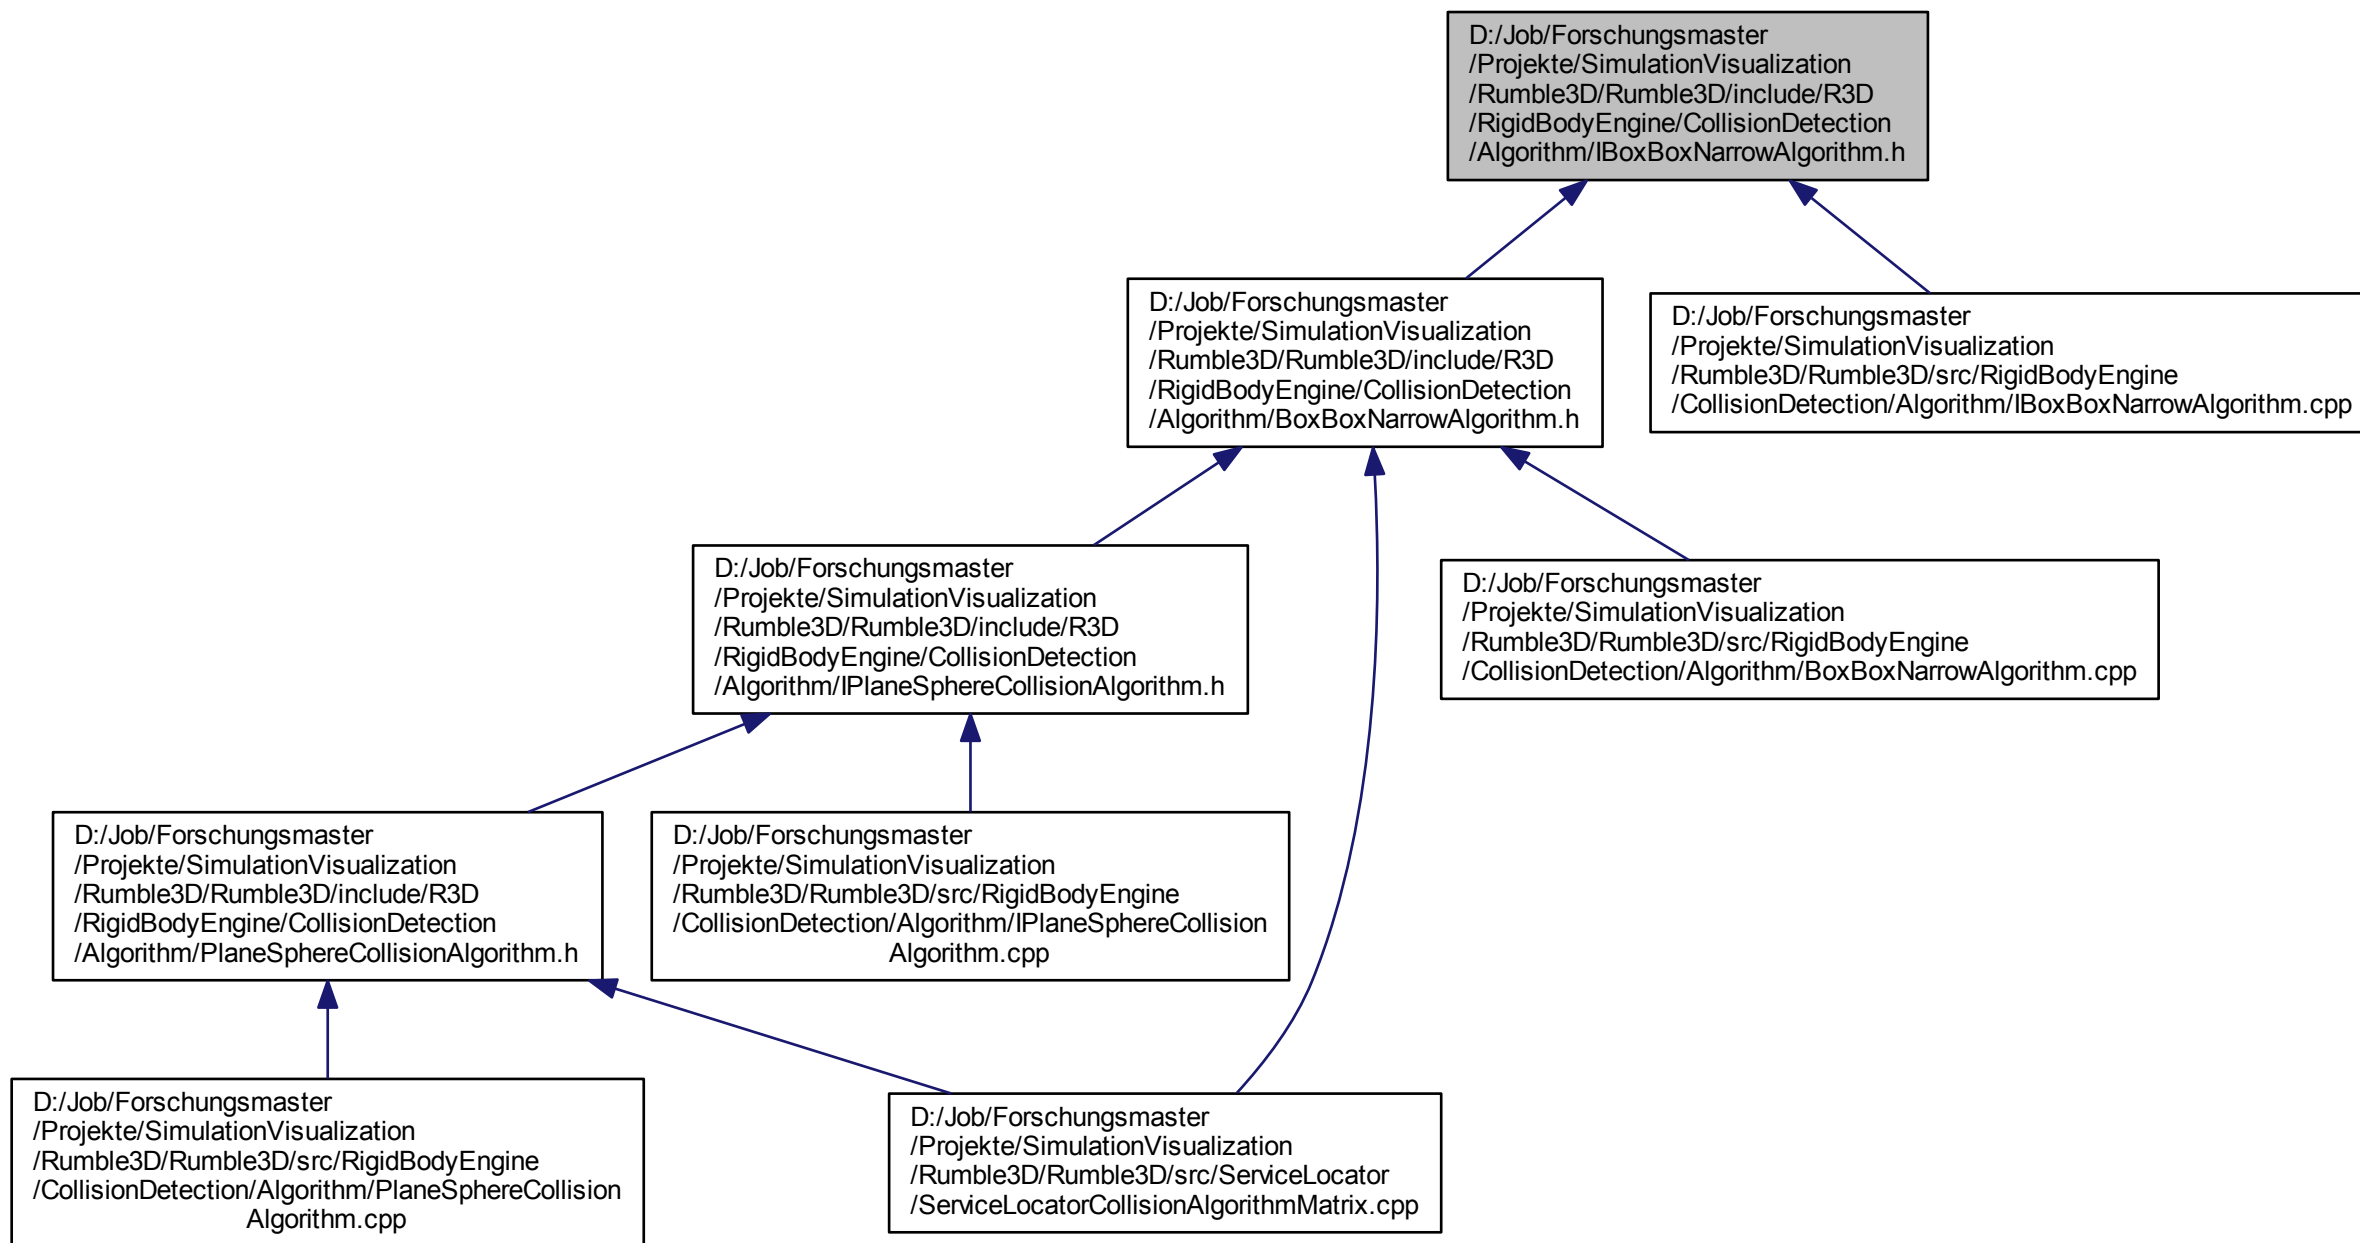 D:/Job/Forschungsmaster
/Projekte/SimulationVisualization
/Rumble3D/Rumble3D/include/R3D
/RigidBodyEngine/CollisionDetection
/Algorithm/IBoxBoxNarrowAlgorithm.h
D:/Job/Forschungsmaster
/Projekte/SimulationVisualization
/Rumble3D/Rumble3D/include/R3D
/RigidBodyEngine/CollisionDetection
/Algorithm/BoxBoxNarrowAlgorithm.h
D:/Job/Forschungsmaster
/Projekte/SimulationVisualization
/Rumble3D/Rumble3D/src/RigidBodyEngine
/CollisionDetection/Algorithm/IBoxBoxNarrowAlgorithm.cpp
D:/Job/Forschungsmaster
/Projekte/SimulationVisualization
/Rumble3D/Rumble3D/include/R3D
/RigidBodyEngine/CollisionDetection
/Algorithm/IPlaneSphereCollisionAlgorithm.h
D:/Job/Forschungsmaster
/Projekte/SimulationVisualization
/Rumble3D/Rumble3D/src/RigidBodyEngine
/CollisionDetection/Algorithm/BoxBoxNarrowAlgorithm.cpp
D:/Job/Forschungsmaster
/Projekte/SimulationVisualization
/Rumble3D/Rumble3D/include/R3D
/RigidBodyEngine/CollisionDetection
/Algorithm/PlaneSphereCollisionAlgorithm.h
D:/Job/Forschungsmaster
/Projekte/SimulationVisualization
/Rumble3D/Rumble3D/src/RigidBodyEngine
/CollisionDetection/Algorithm/IPlaneSphereCollision
Algorithm.cpp
D:/Job/Forschungsmaster
/Projekte/SimulationVisualization
/Rumble3D/Rumble3D/src/RigidBodyEngine
/CollisionDetection/Algorithm/PlaneSphereCollision
Algorithm.cpp
D:/Job/Forschungsmaster
/Projekte/SimulationVisualization
/Rumble3D/Rumble3D/src/ServiceLocator
/ServiceLocatorCollisionAlgorithmMatrix.cpp